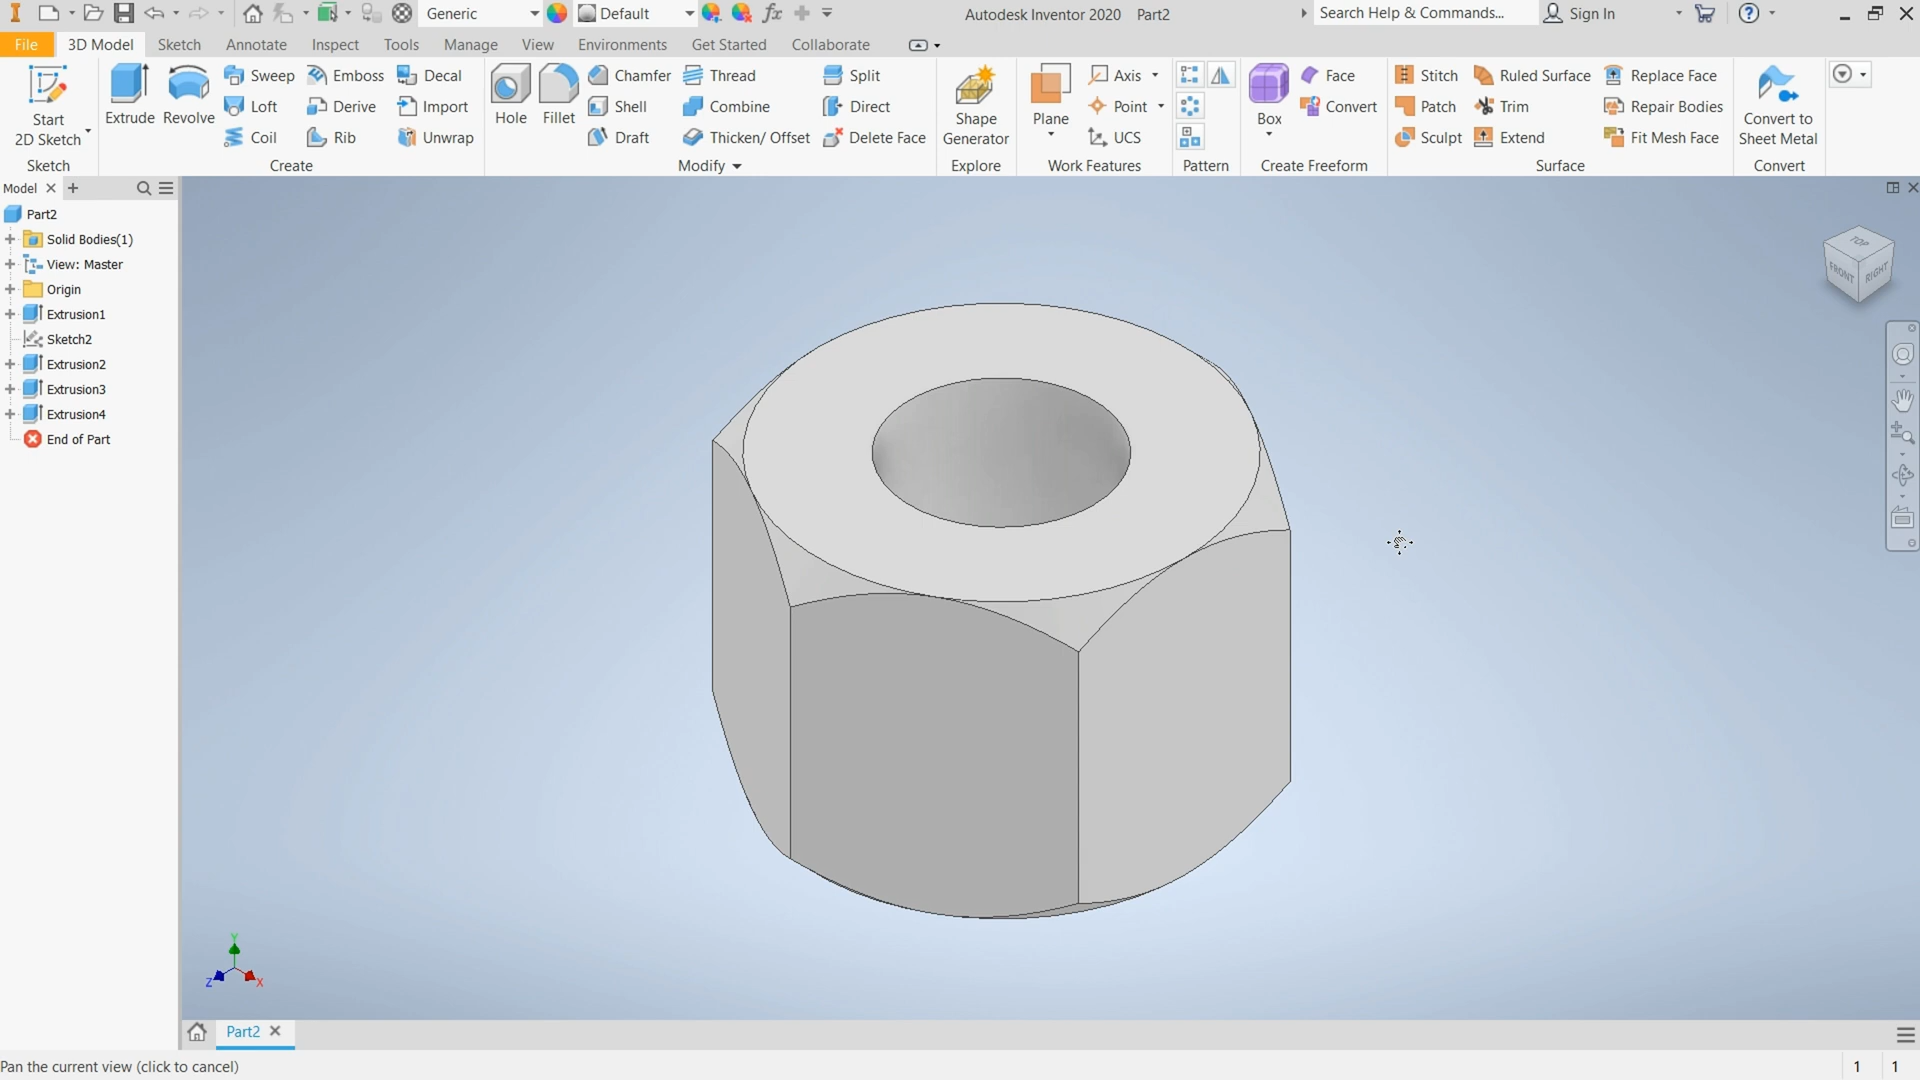 Generic
Default
Autodesk Inventor 2020 Part2
Search Help & Commands...
Sign In
File 3D Model Sketch Annotate Inspect Tools Manage View Environments Get Started Collaborate
Start
2D Sketch
Sketch
Extrude
Revolve
Sweep
Loft
Coil
Emboss
Derive
Rib
Decal
Import
Unwrap
Create
Hole
Fillet
Chamfer
Shell
Draft
Thread
Combine
Thicken/ Offset
Split
Direct
Delete Face
Modify
Shape
Generator
Explore
Plane
Axis
Point
UCS
Work Features
Pattern
Box
Face
Convert
Create Freeform
Stitch
Patch
Sculpt
Ruled Surface
Trim
Extend
Replace Face
Repair Bodies
Fit Mesh Face
Surface
Convert to
Sheet Metal
Convert
Model
Part2
Solid Bodies(1)
View: Master
Origin
Extrusion1
Sketch2
Extrusion2
Extrusion3
Extrusion4
End of Part
TOP
FRONT RIGHT
Y
Z X
Part2
Pan the current view (click to cancel)
1 1